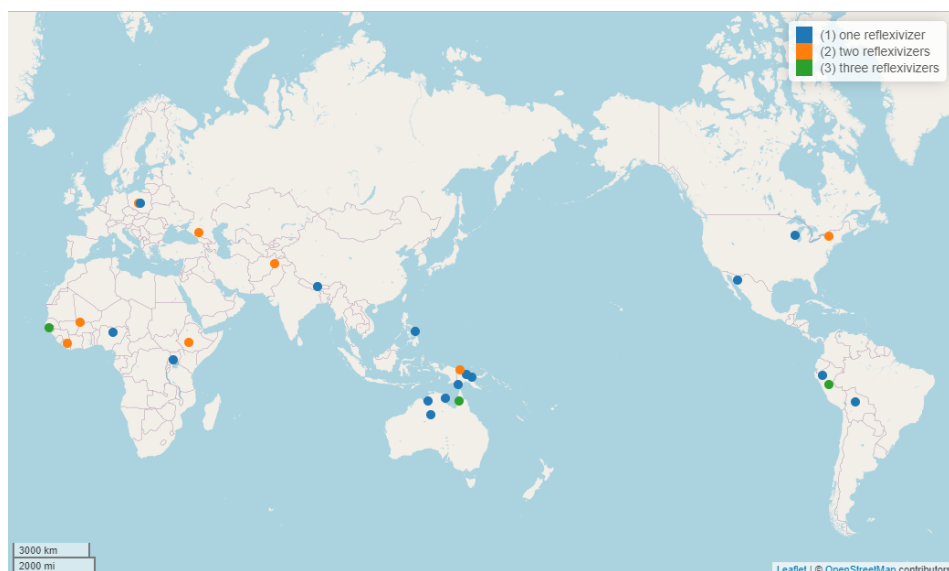 (1) one reflexivizer
(2) two reflexivizers
(3) three reflexivizers
3000 km
2000 mi
Leaflet | © OpenStreetMap contributors